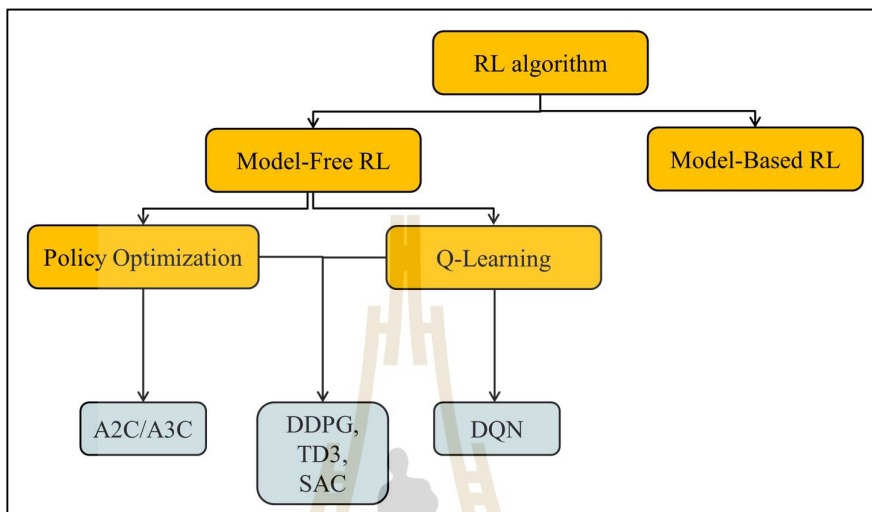 RL algorithm
Model-Free RL
Model-Based RL
Policy Optimization
Q-Learning
A2C/A3C
DDPG,
TD3,
SAC
DQN